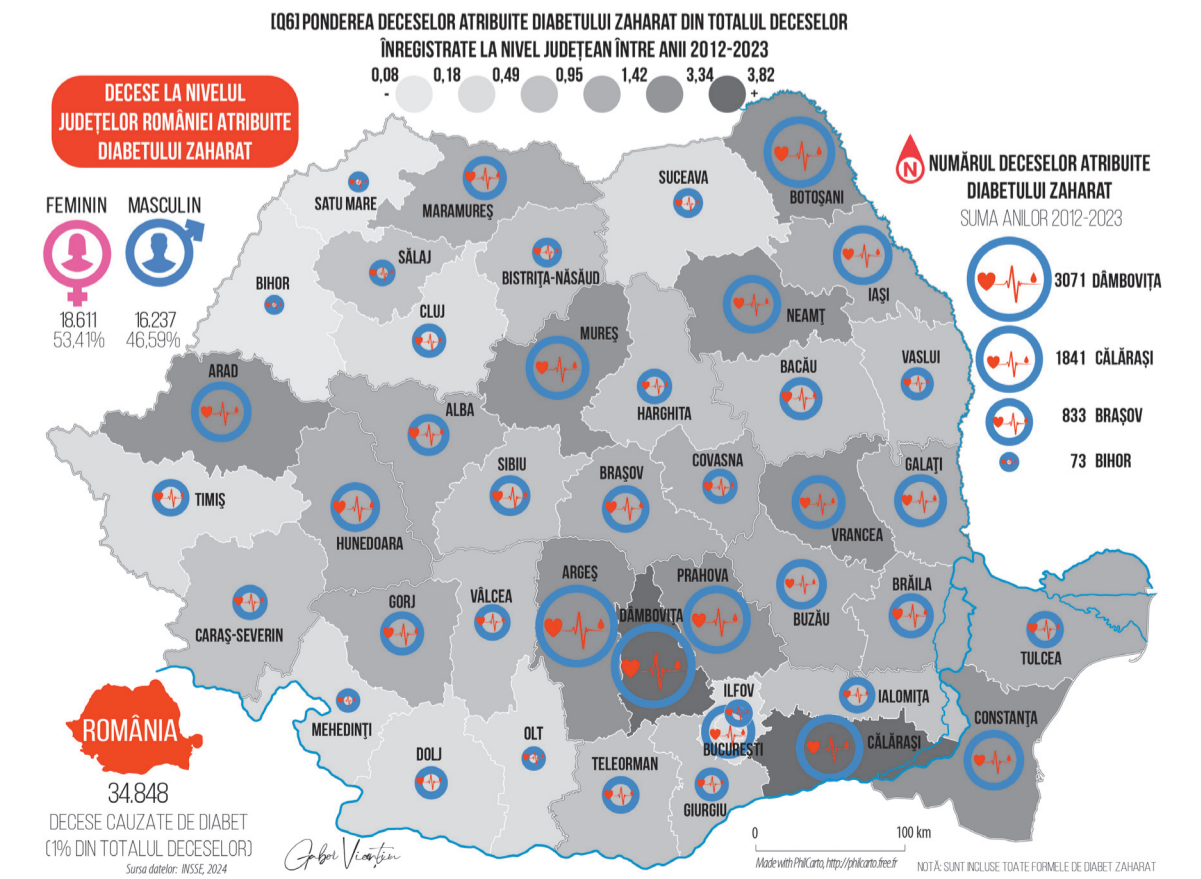 [Q6] PONDEREA DECESELOR ATRIBUITE DIABETULUI ZAHARAT DIN TOTALUL DECESELOR
ÎNREGISTRATE LA NIVEL JUDEȚEAN ÎNTRE ANII 2012-2023
0,08 0,18 0,49 0,95 1,42 3,34 3,82
- +
DECESE LA NIVELUL
JUDEȚELOR ROMÂNIEI ATRIBUITE
DIABETULUI ZAHARAT
FEMININ MASCULIN
18.611 16.237
53,41% 46,59%
N
NUMĂRUL DECESELOR ATRIBUITE
DIABETULUI ZAHARAT
SUMA ANILOR 2012-2023
3071 DÂMBOVIȚA
1841 CĂLĂRAȘI
833 BRAȘOV
73 BIHOR
SATU MARE
MARAMUREȘ
SUCEAVA
BOTOȘANI
SĂLAJ
BISTRIȚA-NĂSĂUD
IAȘI
BIHOR
CLUJ
MUREȘ
NEAMȚ
ARAD
ALBA
HARGHITA
BACĂU
VASLUI
TIMIȘ
HUNEDOARA
SIBIU
BRAȘOV
COVASNA
VRANCEA
GALAȚI
CARAȘ-SEVERIN
GORJ
VÂLCEA
ARGEȘ
DÂMBOVIȚA
PRAHOVA
BUZĂU
BRĂILA
TULCEA
MEHEDINȚI
DOLJ
OLT
TELEORMAN
ILFOV
BUCUREȘTI
GIURGIU
IALOMIȚA
CĂLĂRAȘI
CONSTANȚA
ROMÂNIA
34.848
DECESE CAUZATE DE DIABET
(1% DIN TOTALUL DECESELOR)
Sursa datelor: INSSE, 2024
0 100 km
Made with PhilCarto, http://philcarto.free.fr
NOTĂ: SUNT INCLUSE TOATE FORMELE DE DIABET ZAHARAT